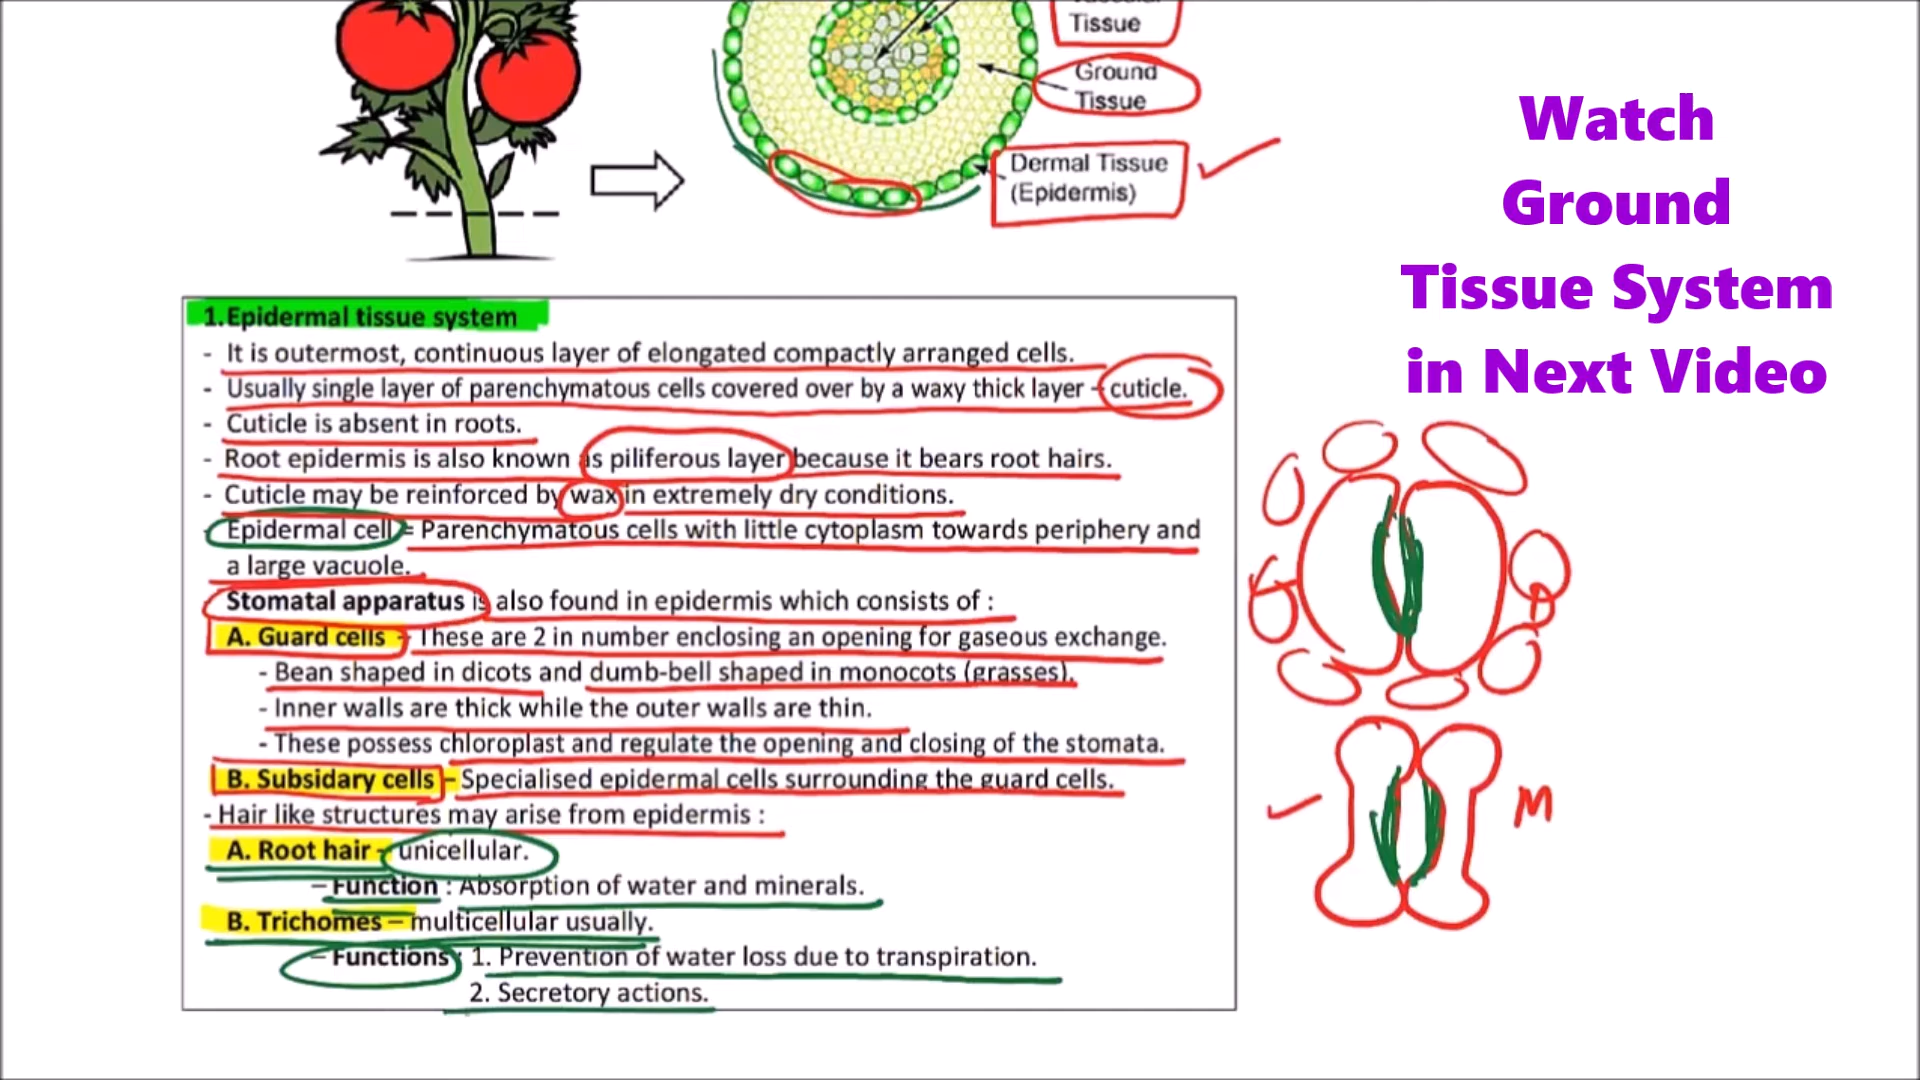 Tissue
Ground
Tissue
Dermal Tissue
(Epidermis)
Watch
Ground
Tissue System
in Next Video
1.Epidermal tissue system
- It is outermost, continuous layer of elongated compactly arranged cells.
- Usually single layer of parenchymatous cells covered over by a waxy thick layer - cuticle.
- Cuticle is absent in roots.
- Root epidermis is also known as piliferous layer because it bears root hairs.
- Cuticle may be reinforced by wax in extremely dry conditions.
Epidermal cell = Parenchymatous cells with little cytoplasm towards periphery and
a large vacuole.
Stomatal apparatus is also found in epidermis which consists of :
A. Guard cells - These are 2 in number enclosing an opening for gaseous exchange.
- Bean shaped in dicots and dumb-bell shaped in monocots (grasses).
- Inner walls are thick while the outer walls are thin.
- These possess chloroplast and regulate the opening and closing of the stomata.
B. Subsidary cells – Specialised epidermal cells surrounding the guard cells.
- Hair like structures may arise from epidermis :
A. Root hair – unicellular.
– Function : Absorption of water and minerals.
B. Trichomes – multicellular usually.
– Functions : 1. Prevention of water loss due to transpiration.
2. Secretory actions.
M